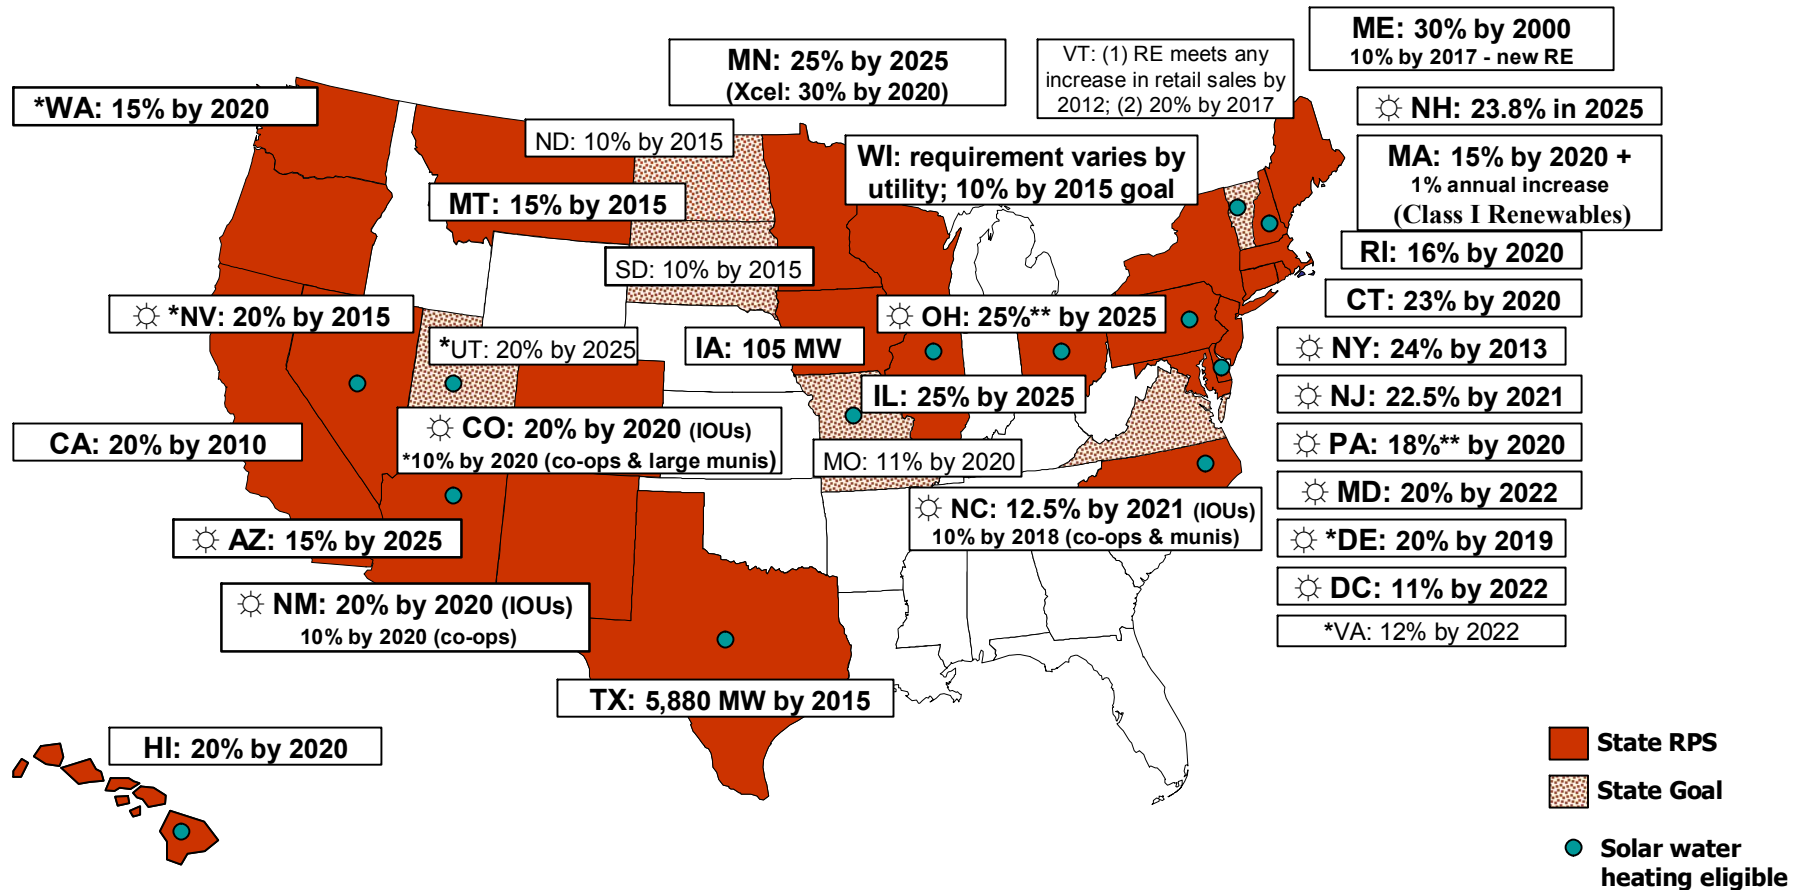 ME: 30% by 2000
10% by 2017 - new RE
MN: 25% by 2025
(Xcel: 30% by 2020)
VT: (1) RE meets any
increase in retail sales by
2012; (2) 20% by 2017
*WA: 15% by 2020
☼ NH: 23.8% in 2025
ND: 10% by 2015
WI: requirement varies by
utility; 10% by 2015 goal
MA: 15% by 2020 +
1% annual increase
(Class I Renewables)
MT: 15% by 2015
RI: 16% by 2020
SD: 10% by 2015
CT: 23% by 2020
☼ *NV: 20% by 2015
☼ OH: 25%** by 2025
*UT: 20% by 2025
IA: 105 MW
☼ NY: 24% by 2013
IL: 25% by 2025
☼ NJ: 22.5% by 2021
CA: 20% by 2010
☼ CO: 20% by 2020 (IOUs)
*10% by 2020 (co-ops & large munis)
☼ PA: 18%** by 2020
MO: 11% by 2020
☼ MD: 20% by 2022
☼ NC: 12.5% by 2021 (IOUs)
10% by 2018 (co-ops & munis)
☼ AZ: 15% by 2025
☼ *DE: 20% by 2019
☼ DC: 11% by 2022
☼ NM: 20% by 2020 (IOUs)
10% by 2020 (co-ops)
*VA: 12% by 2022
TX: 5,880 MW by 2015
HI: 20% by 2020
State RPS
State Goal
Solar water
heating eligible